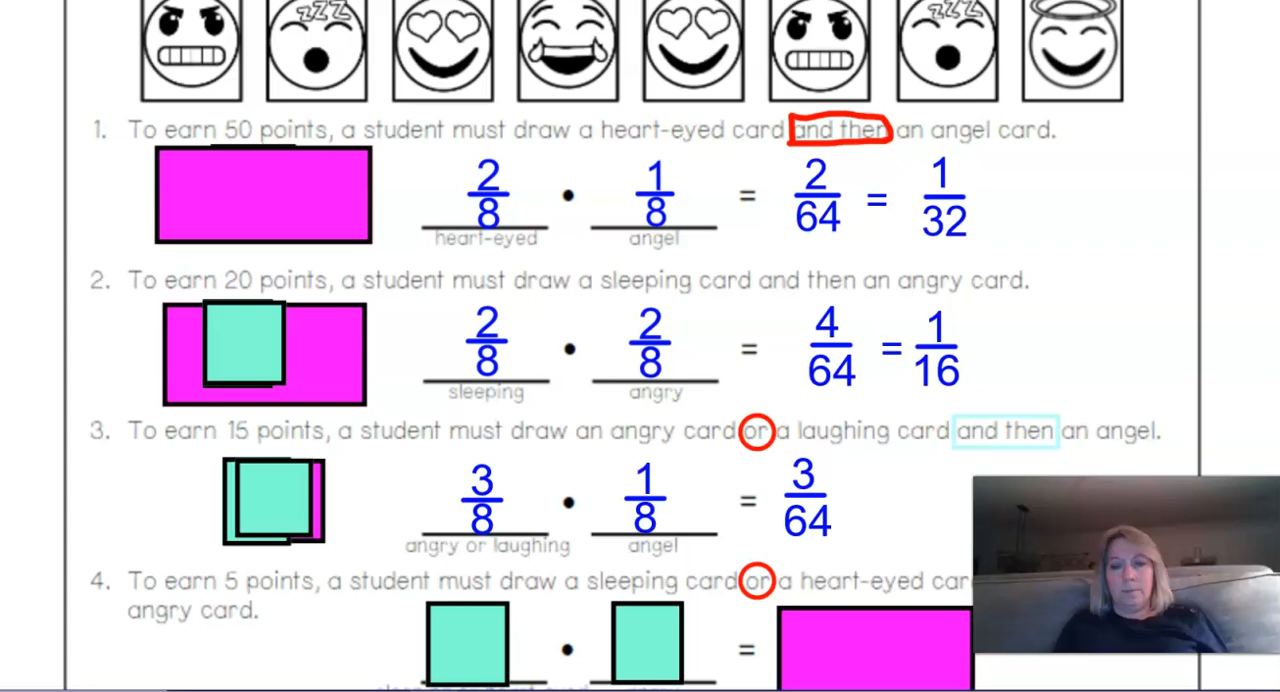 zzZ zzZ
1. To earn 50 points, a student must draw a heart-eyed card and then an angel card.
2/8 • 1/8 = 2/64 = 1/32
heart-eyed angel
2. To earn 20 points, a student must draw a sleeping card and then an angry card.
2/8 • 2/8 = 4/64 = 1/16
sleeping angry
3. To earn 15 points, a student must draw an angry card or a laughing card and then an angel.
3/8 • 1/8 = 3/64
angry or laughing angel
4. To earn 5 points, a student must draw a sleeping card or a heart-eyed car
angry card.
• =